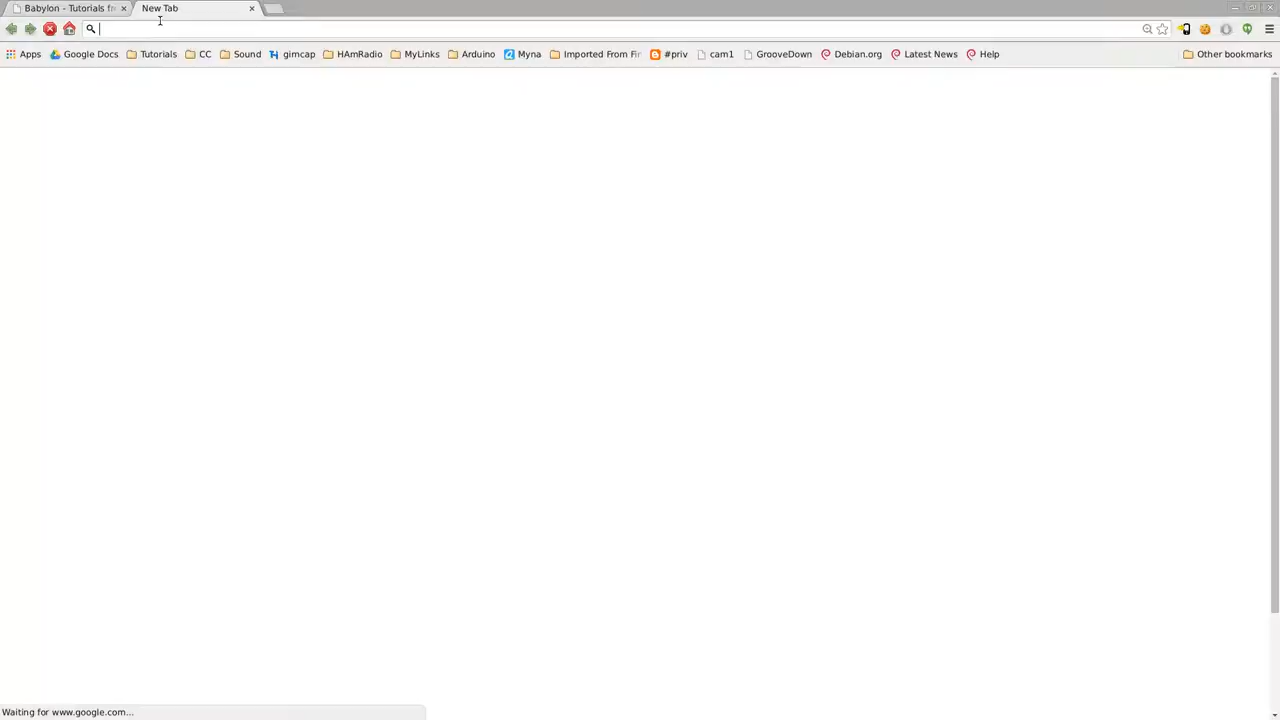 Babylon - Tutorials fr
New Tab
Apps
Google Docs
Tutorials
CC
Sound
gimcap
HAmRadio
MyLinks
Arduino
Myna
Imported From Fir
#priv
cam1
GrooveDown
Debian.org
Latest News
Help
Other bookmarks
Waiting for www.google.com...